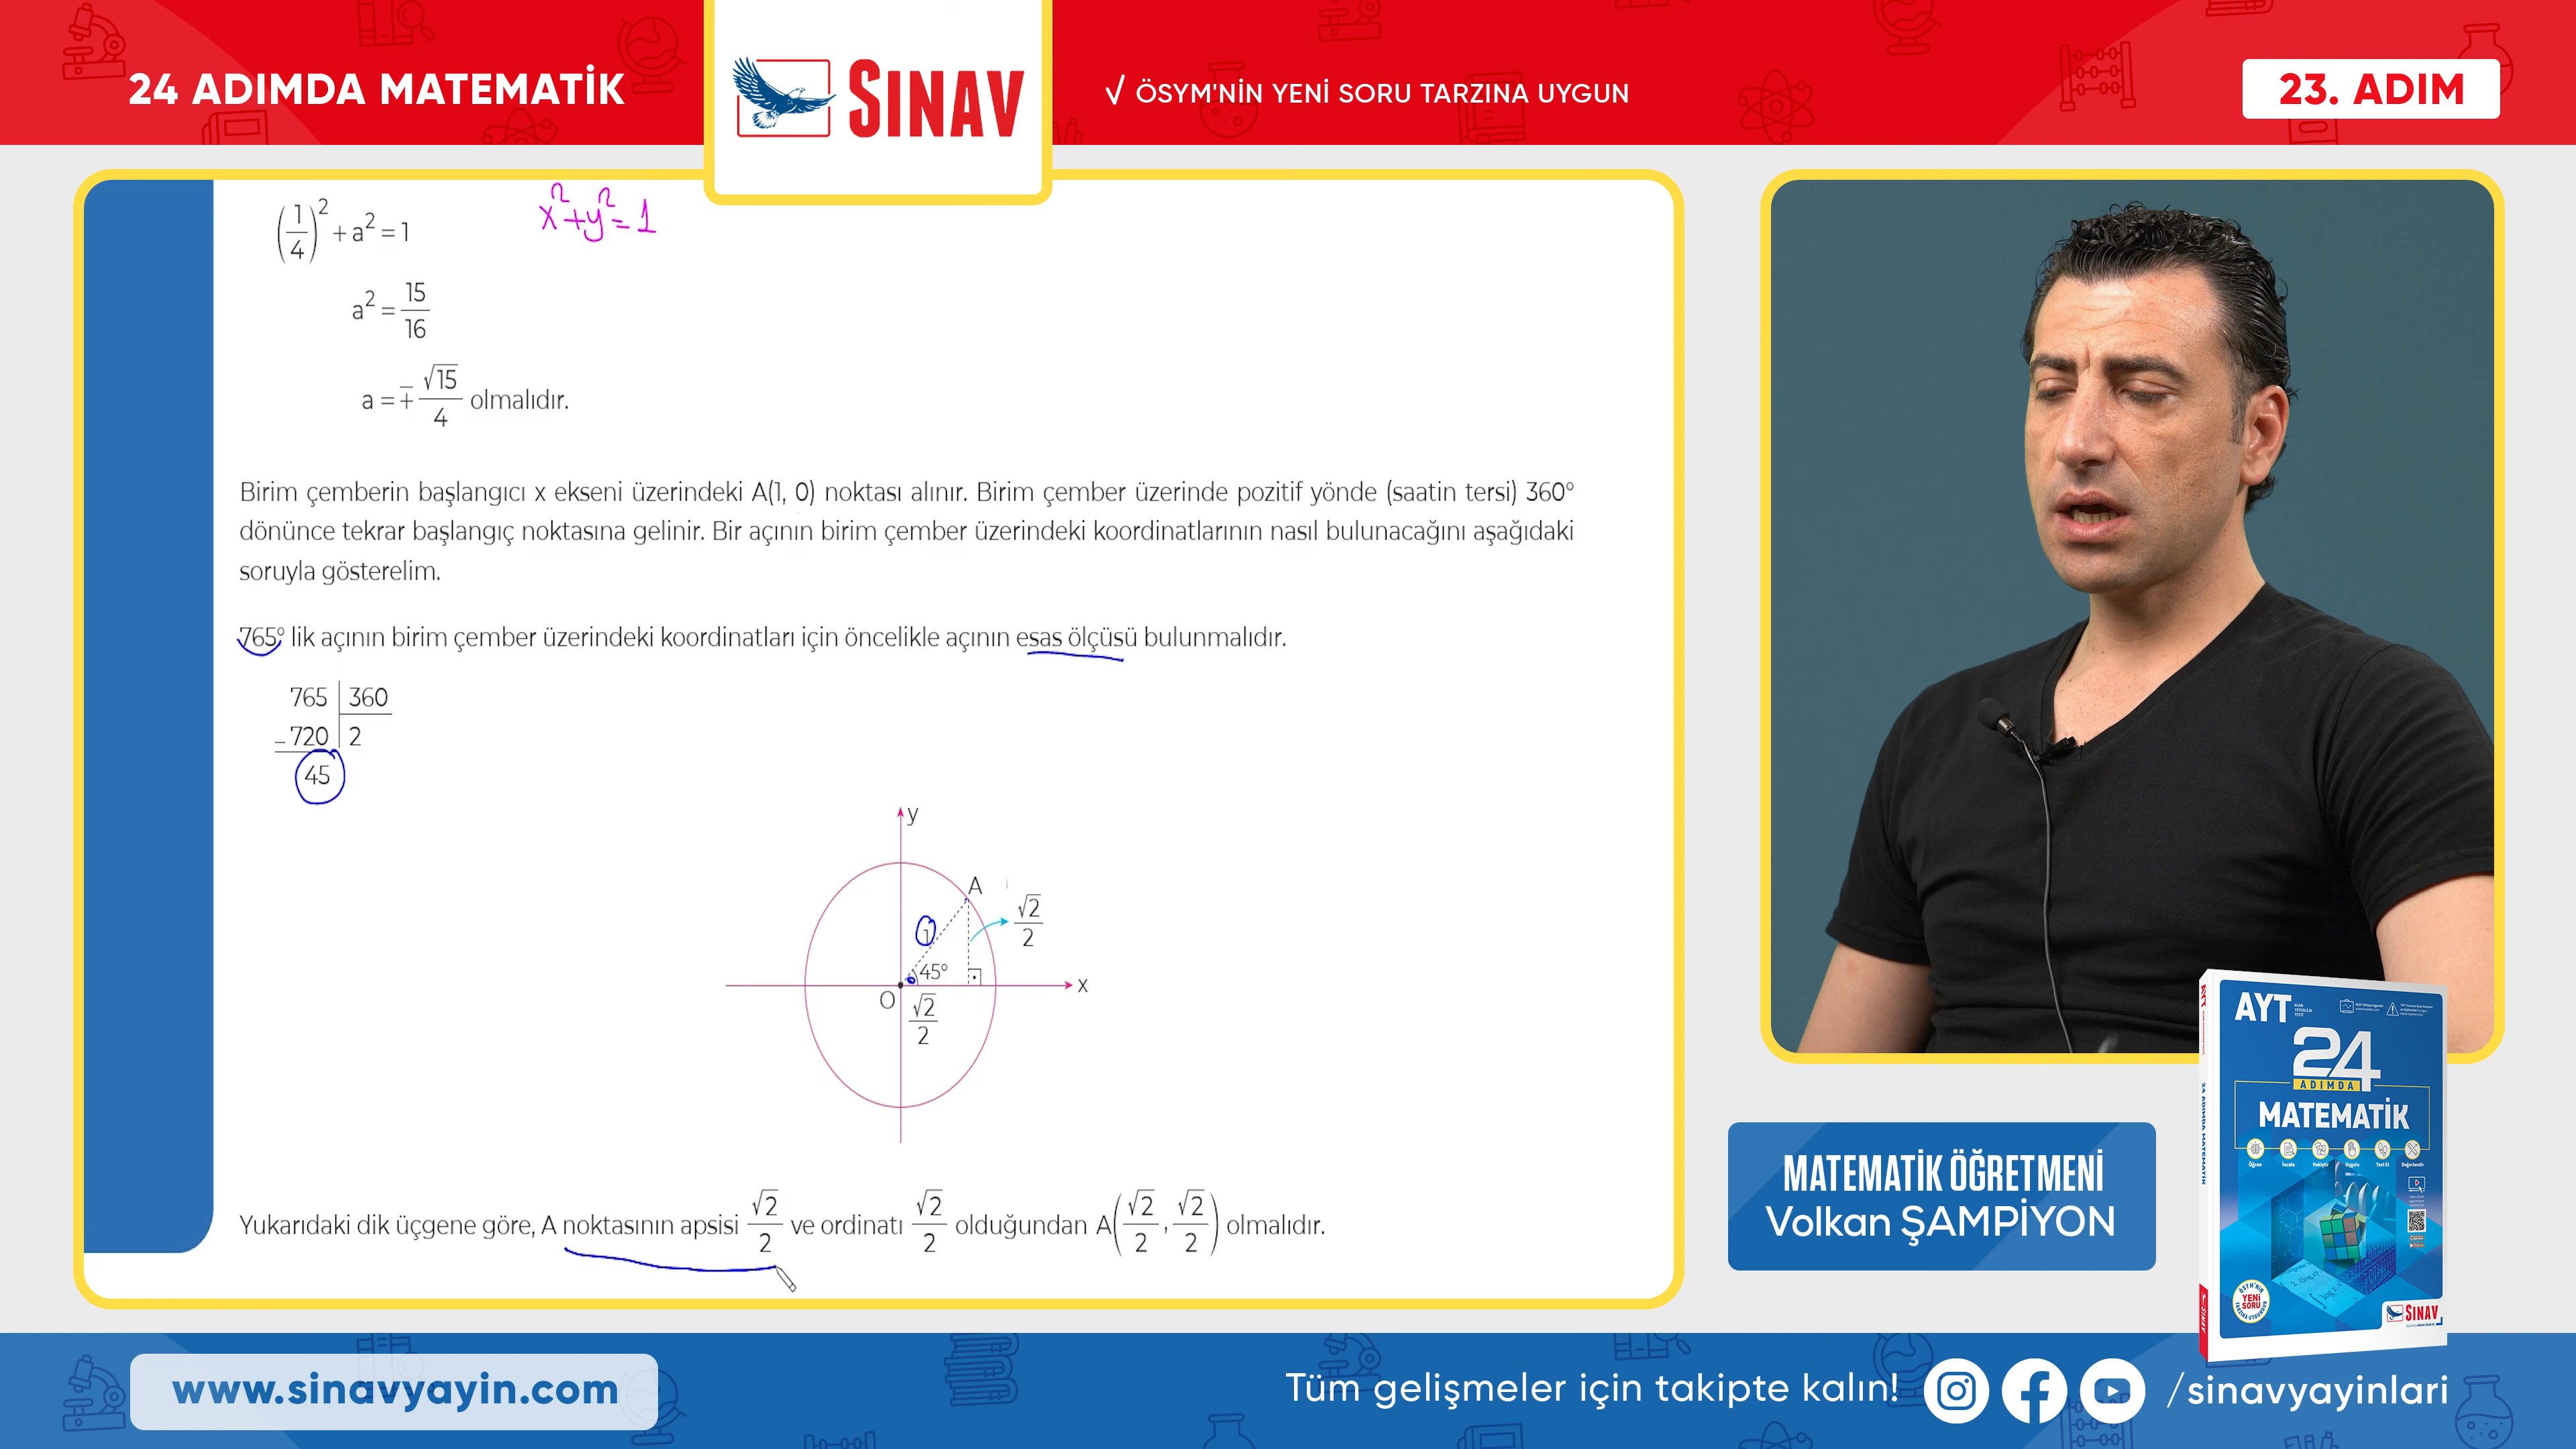 24 ADIMDA MATEMATİK
SINAV
√ ÖSYM'NİN YENİ SORU TARZINA UYGUN
23. ADIM
(1/4)² + a² = 1
x² + y² = 1
a² = 15/16
a = ∓ √15/4 olmalıdır.
Birim çemberin başlangıcı x ekseni üzerindeki A(1, 0) noktası alınır. Birim çember üzerinde pozitif yönde (saatin tersi) 360°
dönünce tekrar başlangıç noktasına gelinir. Bir açının birim çember üzerindeki koordinatlarının nasıl bulunacağını aşağıdaki
soruyla gösterelim.
765° lik açının birim çember üzerindeki koordinatları için öncelikle açının esas ölçüsü bulunmalıdır.
765 | 360
– 720 | 2
45
y
A
√2/2
1
45°
x
O
√2/2
Yukarıdaki dik üçgene göre, A noktasının apsisi √2/2 ve ordinatı √2/2 olduğundan A(√2/2, √2/2) olmalıdır.
MATEMATİK ÖĞRETMENİ
Volkan ŞAMPİYON
AYT
24
ADIMDA
MATEMATİK
YENİ
SORU
SINAV
www.sinavyayin.com
Tüm gelişmeler için takipte kalın!
/sinavyayinlari